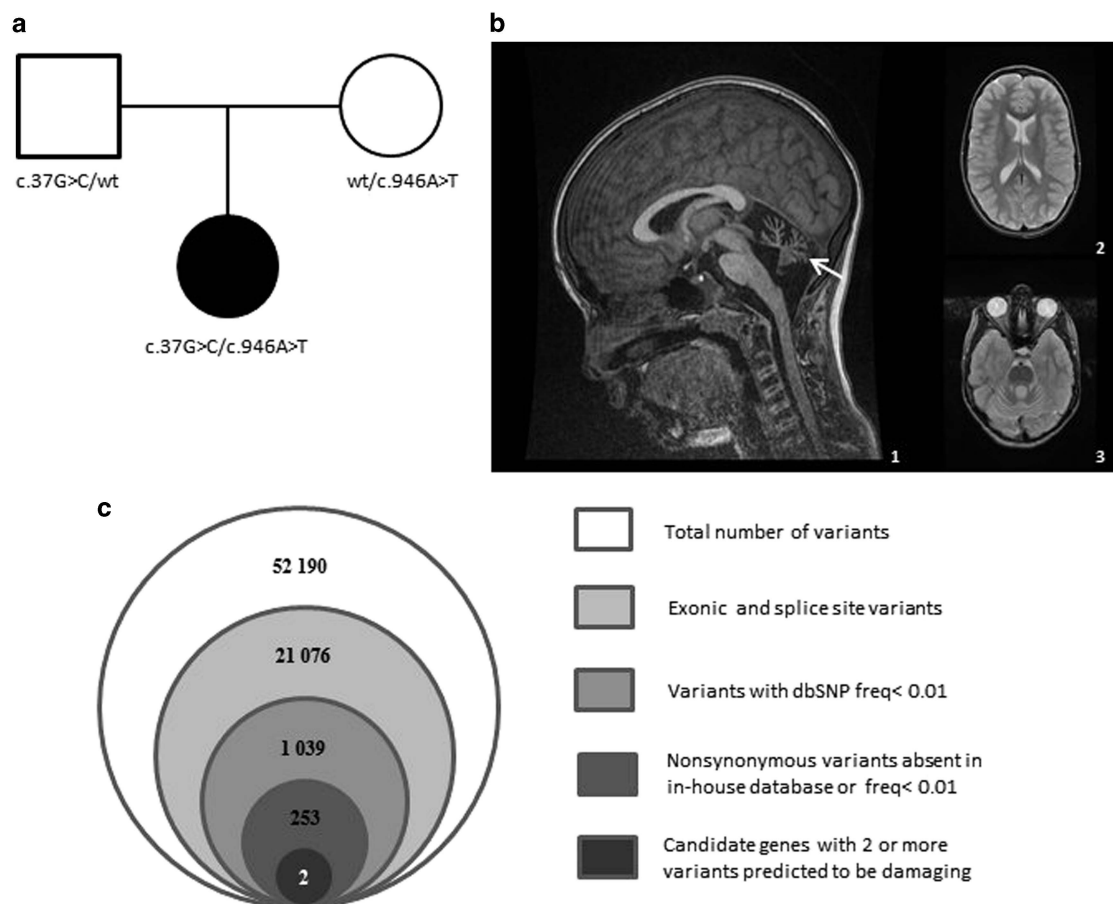 a
c.37G>C/wt
wt/c.946A>T
c.37G>C/c.946A>T
b
1
2
3
c
52 190
21 076
1 039
253
2
Total number of variants
Exonic and splice site variants
Variants with dbSNP freq< 0.01
Nonsynonymous variants absent in
in-house database or freq< 0.01
Candidate genes with 2 or more
variants predicted to be damaging